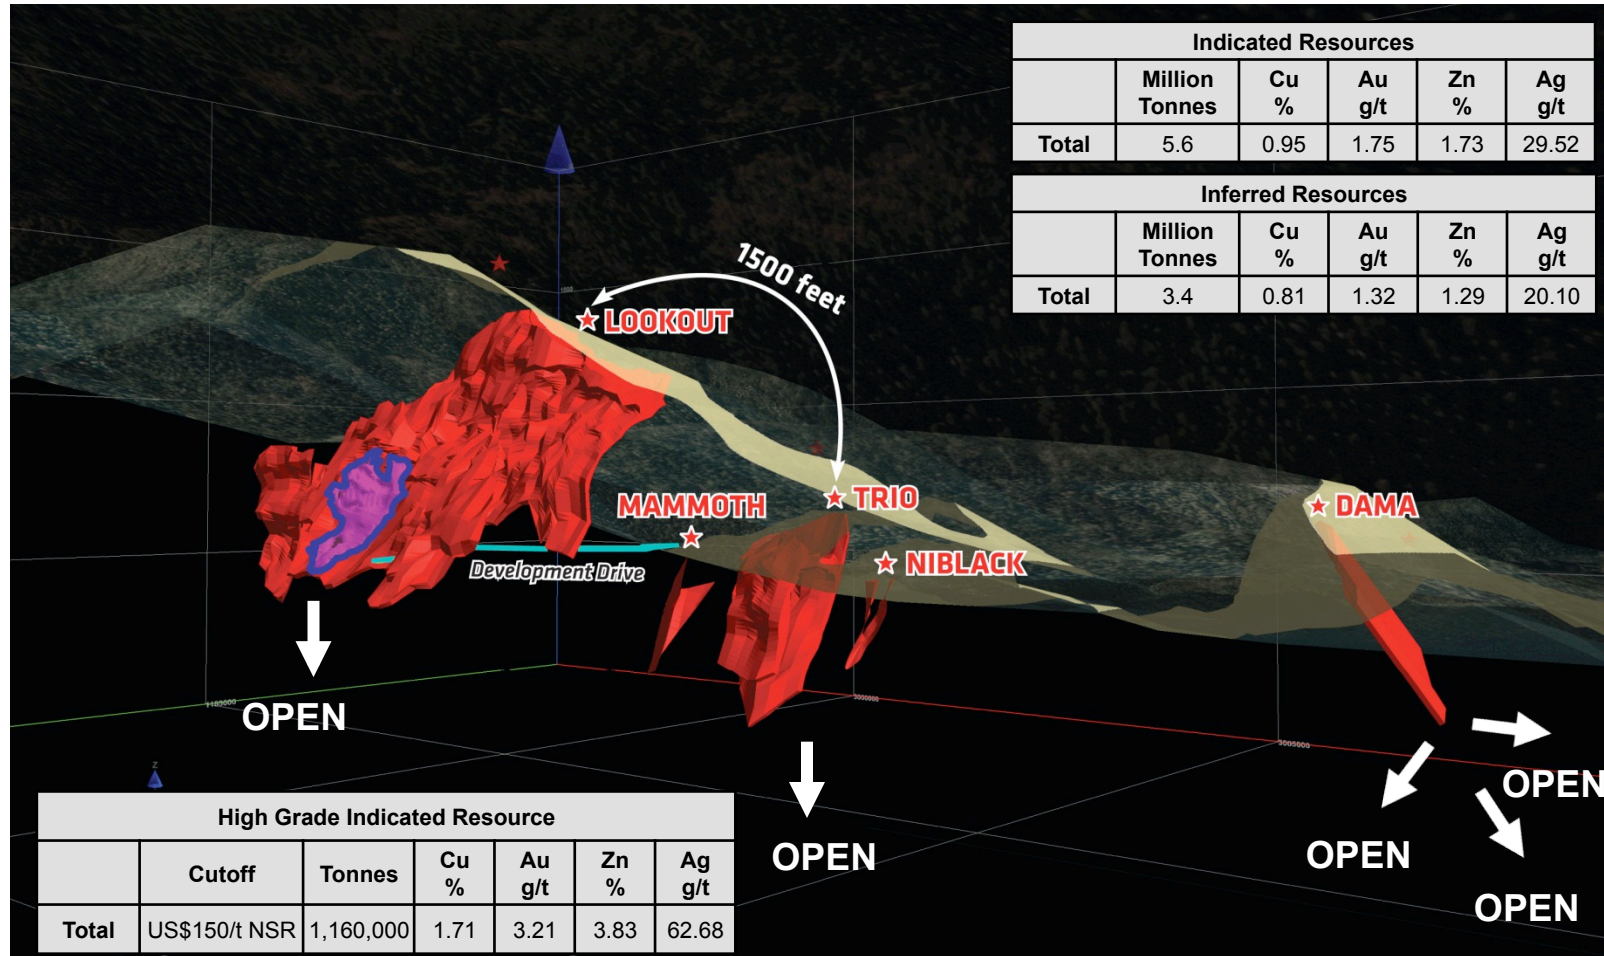 Indicated Resources
Million Tonnes Cu % Au g/t Zn % Ag g/t
Total 5.6 0.95 1.75 1.73 29.52
Inferred Resources
Million Tonnes Cu % Au g/t Zn % Ag g/t
Total 3.4 0.81 1.32 1.29 20.10
1500 feet
LOOKOUT
MAMMOTH
TRIO
DAMA
NIBLACK
Development Drive
OPEN
OPEN
OPEN
OPEN
OPEN
Z
High Grade Indicated Resource
Cutoff Tonnes Cu % Au g/t Zn % Ag g/t
Total US$150/t NSR 1,160,000 1.71 3.21 3.83 62.68